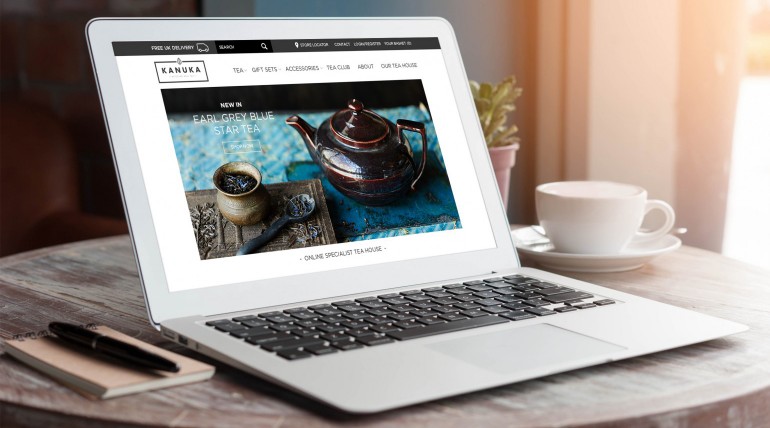 FREE UK DELIVERY
SEARCH
STORE LOCATOR CONTACT LOGIN/REGISTER YOUR BASKET (0)
KANUKA
TEA GIFT SETS ACCESSORIES TEA CLUB ABOUT OUR TEA HOUSE
NEW IN
EARL GREY BLUE
STAR TEA
- ONLINE SPECIALIST TEA HOUSE -